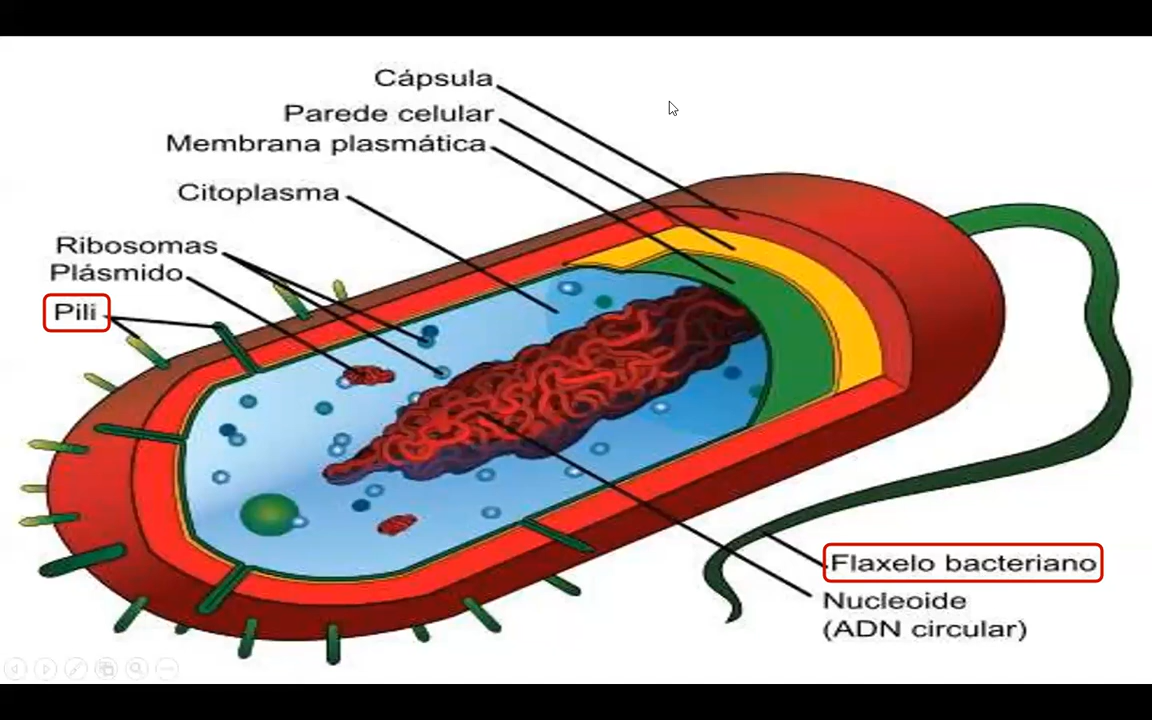 Cápsula
Parede celular
Membrana plasmática
Citoplasma
Ribosomas
Plásmido
Pili
Flaxelo bacteriano
Nucleoide
(ADN circular)